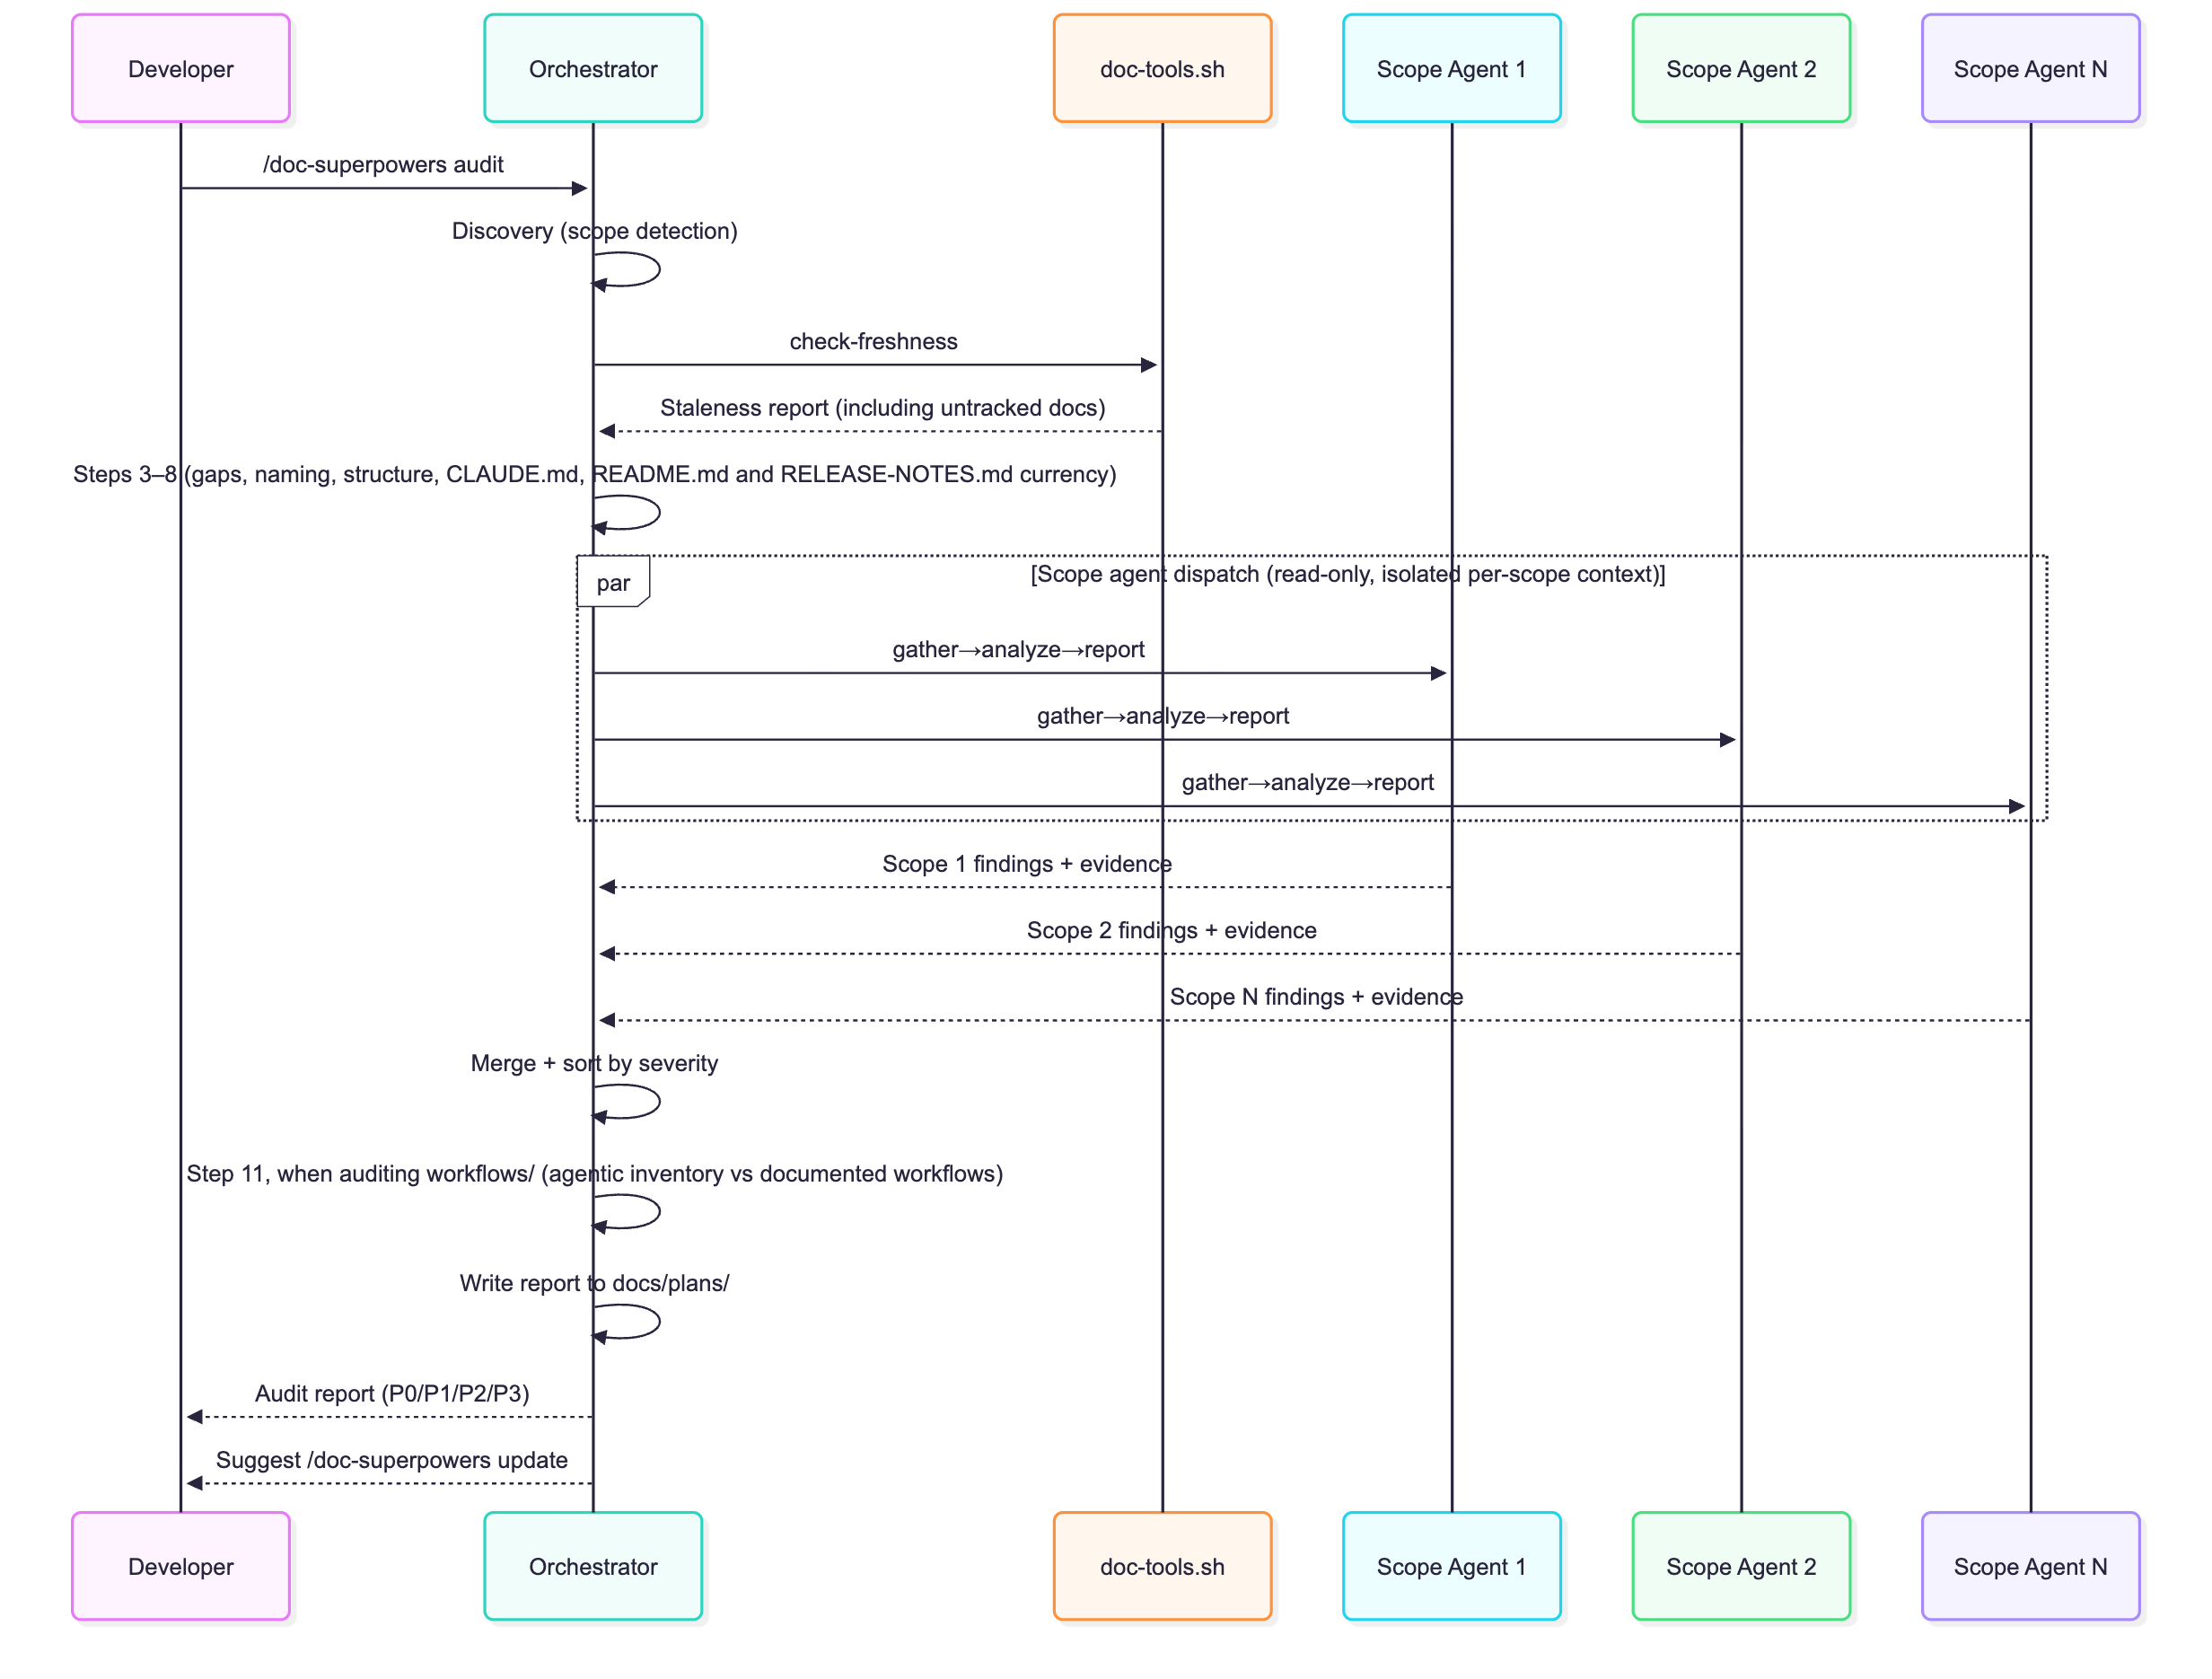 Developer
Orchestrator
doc-tools.sh
Scope Agent 1
Scope Agent 2
Scope Agent N
/doc-superpowers audit
Discovery (scope detection)
check-freshness
Staleness report (including untracked docs)
Steps 3–8 (gaps, naming, structure, CLAUDE.md, README.md and RELEASE-NOTES.md currency)
par
[Scope agent dispatch (read-only, isolated per-scope context)]
gather→analyze→report
gather→analyze→report
gather→analyze→report
Scope 1 findings + evidence
Scope 2 findings + evidence
Scope N findings + evidence
Merge + sort by severity
Step 11, when auditing workflows/ (agentic inventory vs documented workflows)
Write report to docs/plans/
Audit report (P0/P1/P2/P3)
Suggest /doc-superpowers update
Developer
Orchestrator
doc-tools.sh
Scope Agent 1
Scope Agent 2
Scope Agent N